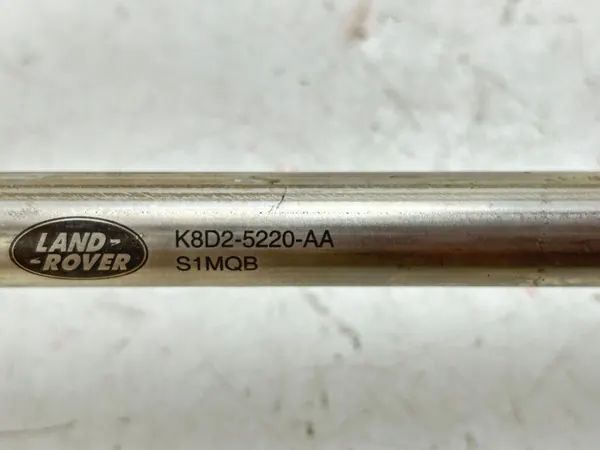 LAND-
-ROVER
K8D2-5220-AA
S1MQB